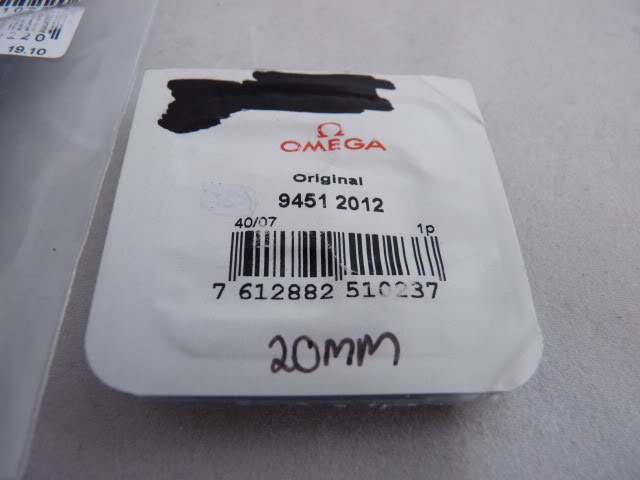 19.10
Ω
OMEGA
Original
9451 2012
40/07 1p
7 612882 510237
20MM